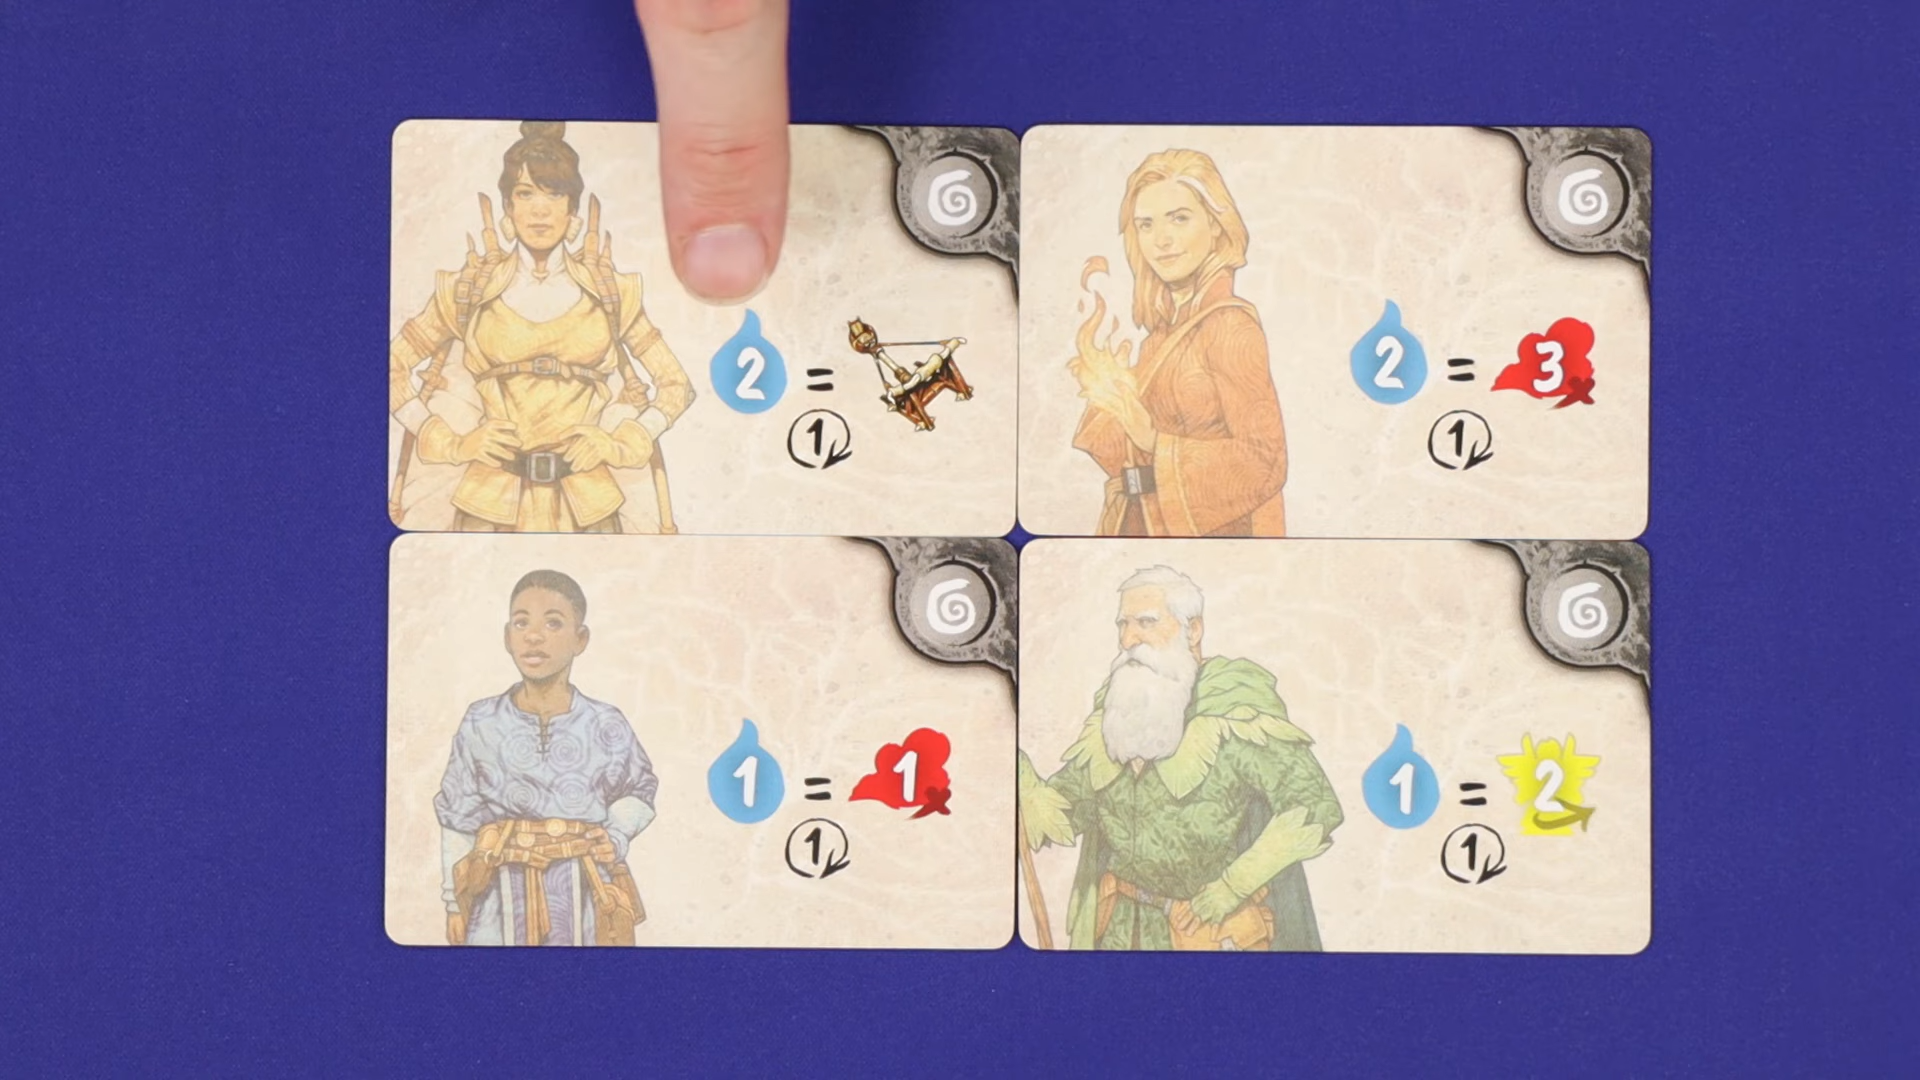 2 =
1
2 = 3
1
1 = 1
1
1 = 2
1